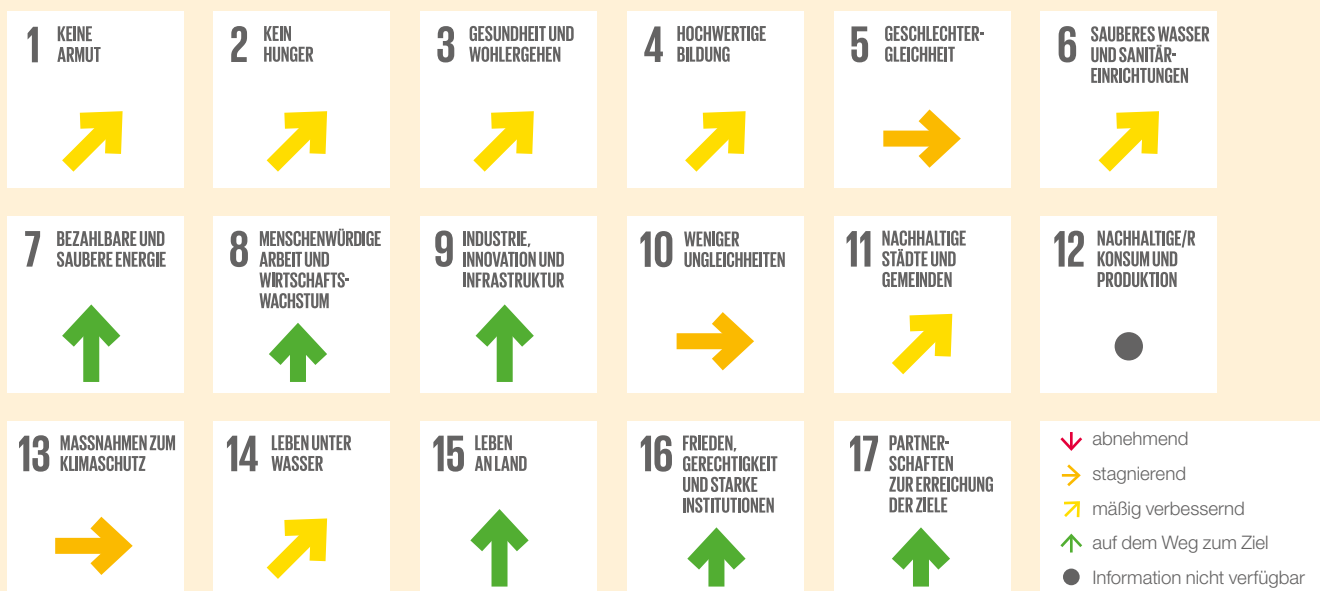 1 KEINE
ARMUT
2 KEIN
HUNGER
3 GESUNDHEIT UND
WOHLERGEHEN
4 HOCHWERTIGE
BILDUNG
5 GESCHLECHTER-
GLEICHHEIT
6 SAUBERES WASSER
UND SANITÄR-
EINRICHTUNGEN
7 BEZAHLBARE UND
SAUBERE ENERGIE
8 MENSCHENWÜRDIGE
ARBEIT UND
WIRTSCHAFTS-
WACHSTUM
9 INDUSTRIE,
INNOVATION UND
INFRASTRUKTUR
10 WENIGER
UNGLEICHHEITEN
11 NACHHALTIGE
STÄDTE UND
GEMEINDEN
12 NACHHALTIGE/R
KONSUM UND
PRODUKTION
13 MASSNAHMEN ZUM
KLIMASCHUTZ
14 LEBEN UNTER
WASSER
15 LEBEN
AN LAND
16 FRIEDEN,
GERECHTIGKEIT
UND STARKE
INSTITUTIONEN
17 PARTNER-
SCHAFTEN
ZUR ERREICHUNG
DER ZIELE
abnehmend
stagnierend
mäßig verbessernd
auf dem Weg zum Ziel
Information nicht verfügbar